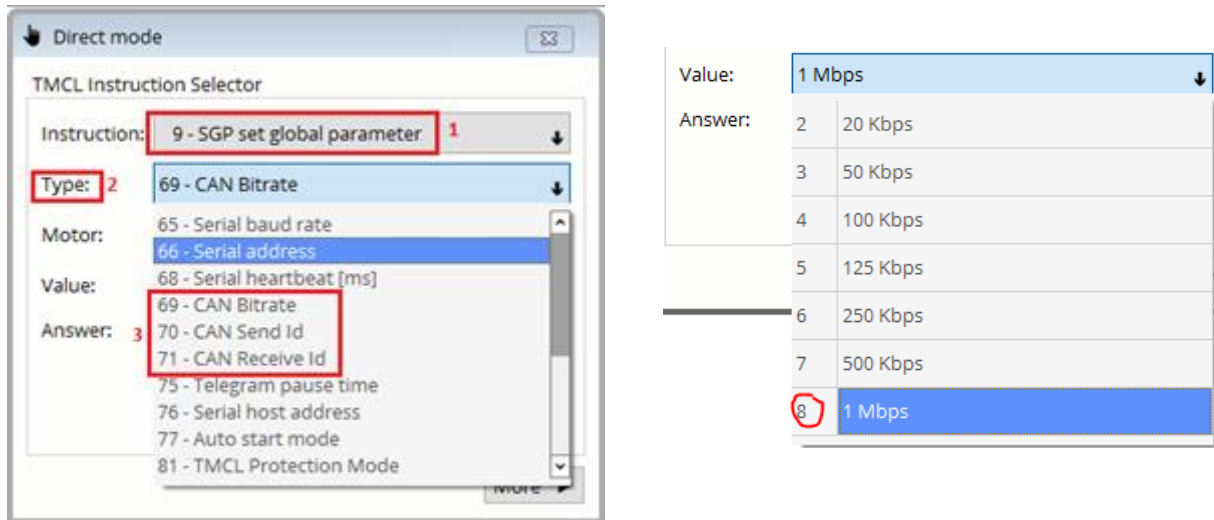 Direct mode
TMCL Instruction Selector
Instruction: 9 - SGP set global parameter 1
Type: 2 69 - CAN Bitrate
Motor:
Value:
Answer: 3
65 - Serial baud rate
66 - Serial address
68 - Serial heartbeat [ms]
69 - CAN Bitrate
70 - CAN Send Id
71 - CAN Receive Id
75 - Telegram pause time
76 - Serial host address
77 - Auto start mode
81 - TMCL Protection Mode
More
Value: 1 Mbps
Answer:
2 20 Kbps
3 50 Kbps
4 100 Kbps
5 125 Kbps
6 250 Kbps
7 500 Kbps
8 1 Mbps